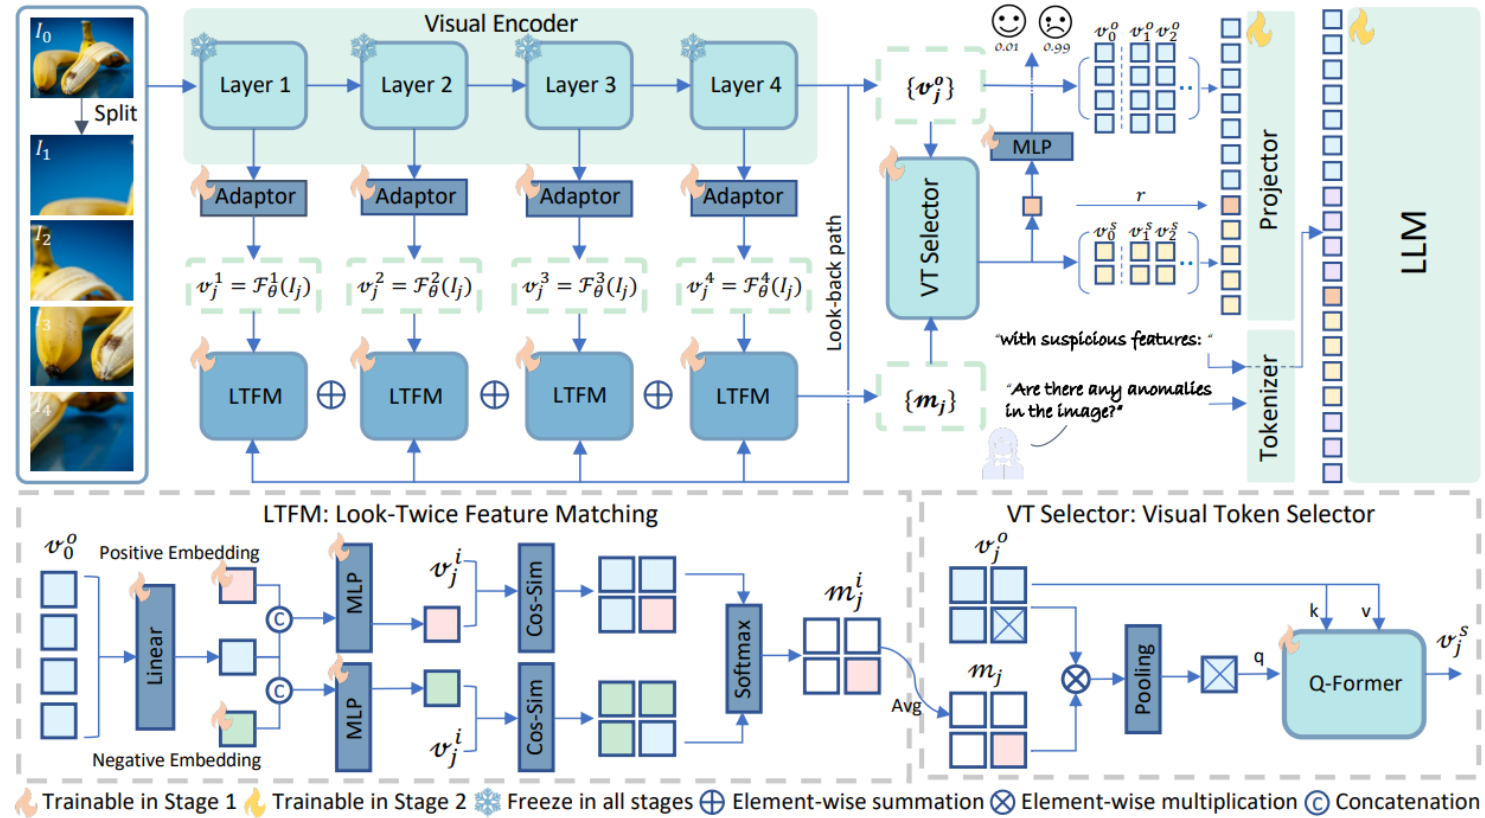 I_0
Split
I_1
I_2
3
I_4
Visual Encoder
Layer 1
Layer 2
Layer 3
Layer 4
Adaptor
Adaptor
Adaptor
Adaptor
v_j^1 = F_θ^1(I_j)
v_j^2 = F_θ^2(I_j)
v_j^3 = F_θ^3(I_j)
v_j^4 = F_θ^4(I_j)
LTFM
LTFM
LTFM
LTFM
Look-back path
{v_j^o}
VT Selector
{m_j}
0.01
0.99
MLP
v_0^o v_1^o v_2^o
..
r
v_0^s v_1^s v_2^s
..
Projector
"with suspicious features: "
"Are there any anomalies
in the image?"
Tokenizer
LLM
LTFM: Look-Twice Feature Matching
v_0^o
Positive Embedding
Linear
C
C
Negative Embedding
MLP
MLP
v_j^i
v_j^i
Cos-Sim
Cos-Sim
Softmax
m_j^i
Avg
VT Selector: Visual Token Selector
v_j^o
m_j
Pooling
q
k
v
Q-Former
v_j^s
Trainable in Stage 1
Trainable in Stage 2
Freeze in all stages
Element-wise summation
Element-wise multiplication
C Concatenation